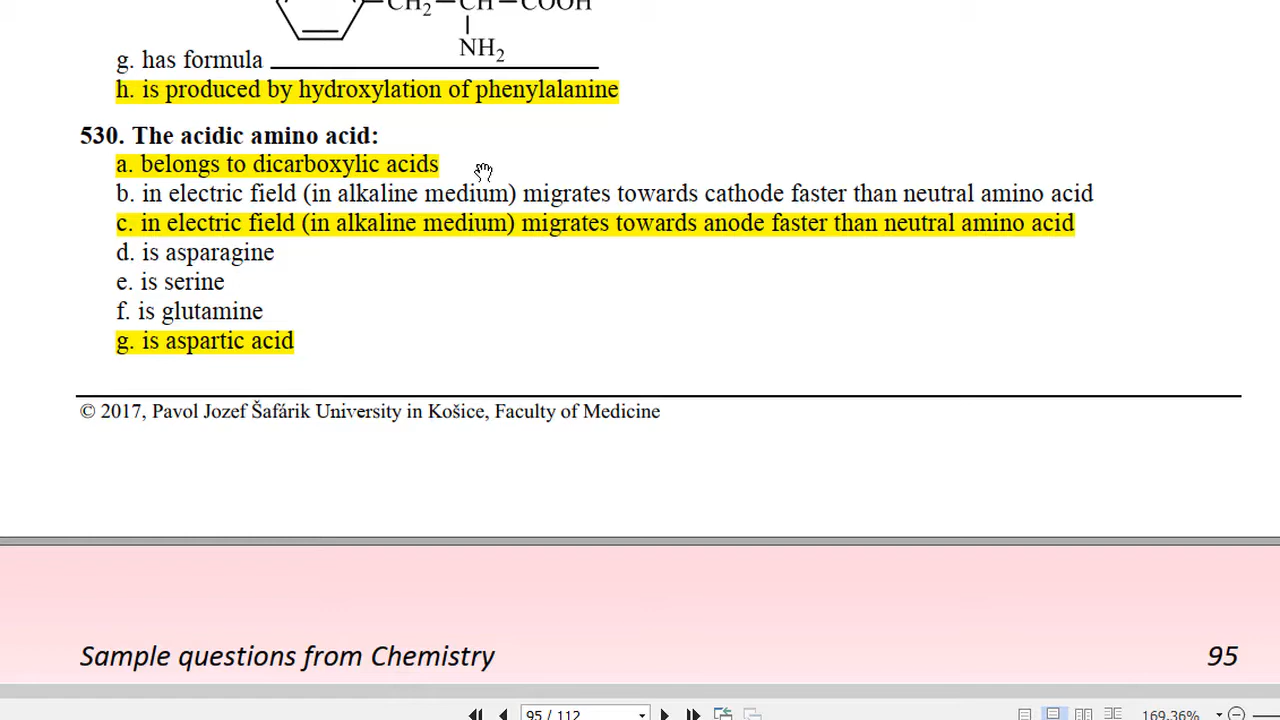 CH2 CH COOH
NH2
g. has formula
h. is produced by hydroxylation of phenylalanine
530. The acidic amino acid:
a. belongs to dicarboxylic acids
b. in electric field (in alkaline medium) migrates towards cathode faster than neutral amino acid
c. in electric field (in alkaline medium) migrates towards anode faster than neutral amino acid
d. is asparagine
e. is serine
f. is glutamine
g. is aspartic acid
© 2017, Pavol Jozef Šafárik University in Košice, Faculty of Medicine
Sample questions from Chemistry 95
95 / 112 169.36%